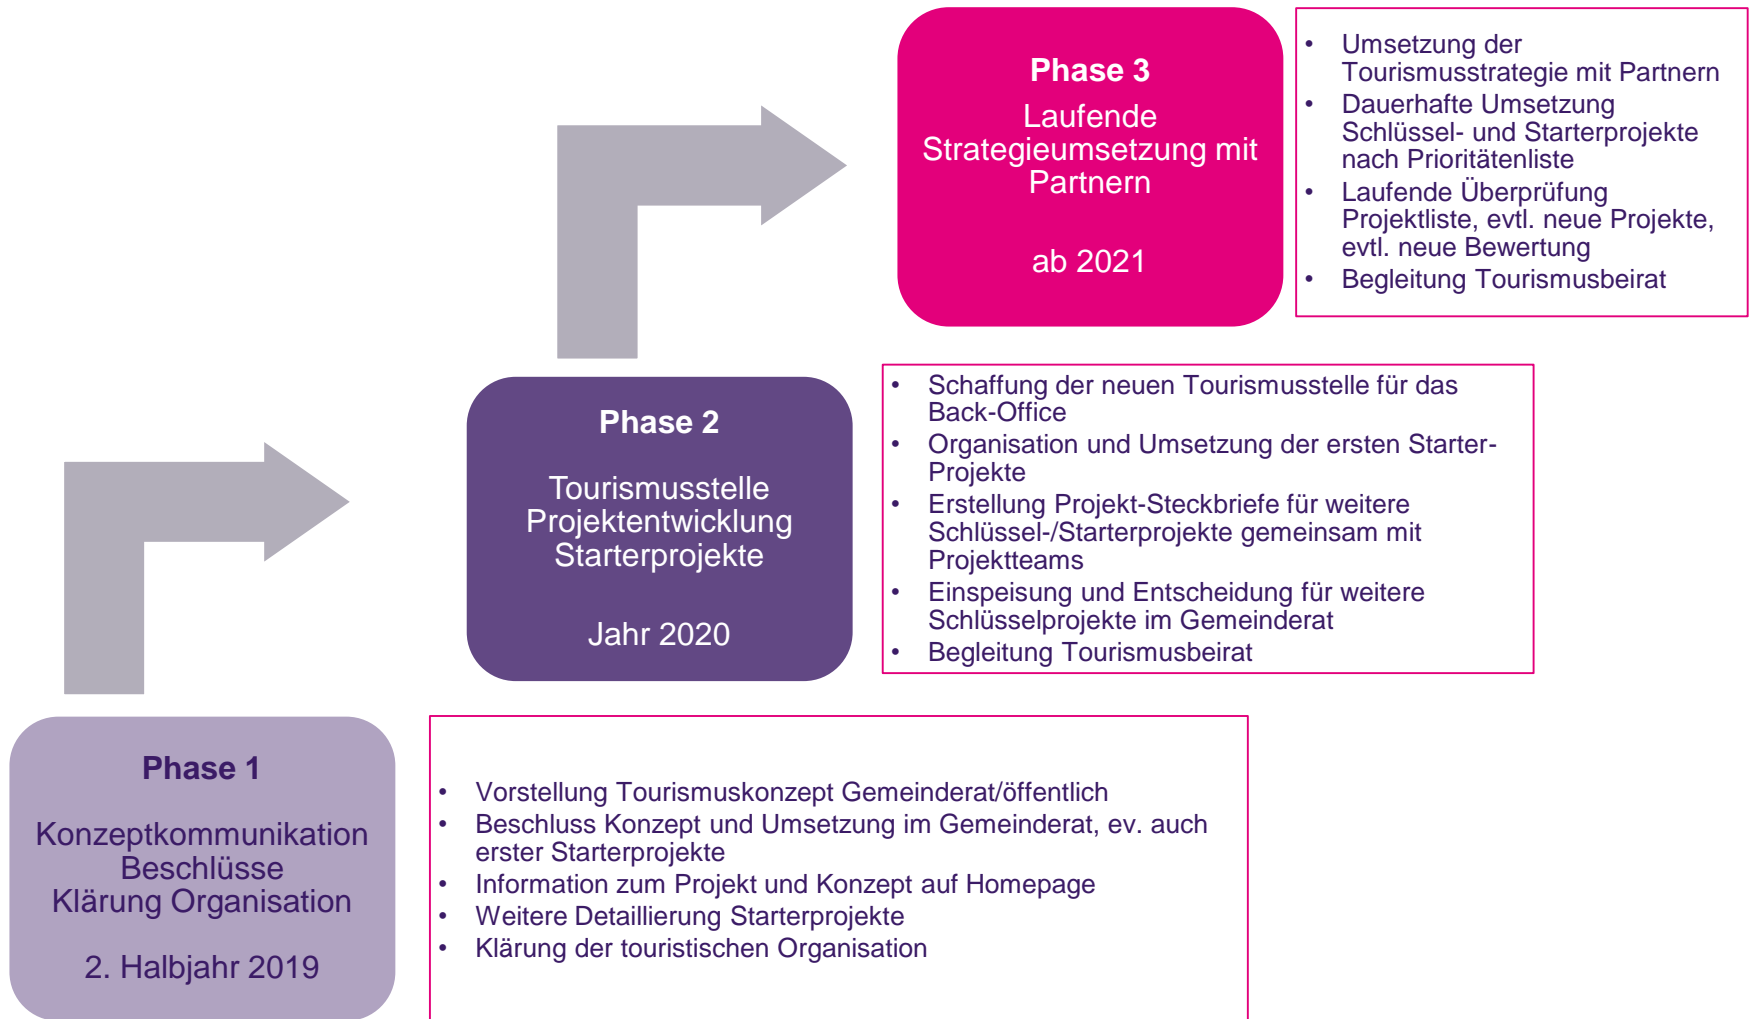 Phase 3
Laufende
Strategieumsetzung mit
Partnern
ab 2021
• Umsetzung der
Tourismusstrategie mit Partnern
• Dauerhafte Umsetzung
Schlüssel- und Starterprojekte
nach Prioritätenliste
• Laufende Überprüfung
Projektliste, evtl. neue Projekte,
evtl. neue Bewertung
• Begleitung Tourismusbeirat
Phase 2
Tourismusstelle
Projektentwicklung
Starterprojekte
Jahr 2020
• Schaffung der neuen Tourismusstelle für das
Back-Office
• Organisation und Umsetzung der ersten Starter-
Projekte
• Erstellung Projekt-Steckbriefe für weitere
Schlüssel-/Starterprojekte gemeinsam mit
Projektteams
• Einspeisung und Entscheidung für weitere
Schlüsselprojekte im Gemeinderat
• Begleitung Tourismusbeirat
Phase 1
Konzeptkommunikation
Beschlüsse
Klärung Organisation
2. Halbjahr 2019
• Vorstellung Tourismuskonzept Gemeinderat/öffentlich
• Beschluss Konzept und Umsetzung im Gemeinderat, ev. auch
erster Starterprojekte
• Information zum Projekt und Konzept auf Homepage
• Weitere Detaillierung Starterprojekte
• Klärung der touristischen Organisation